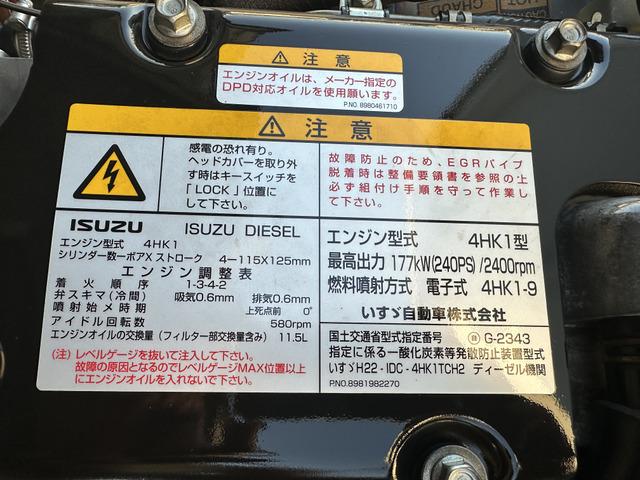 注意
エンジンオイルは、メーカー指定の
DPD対応オイルを使用願います。
P.NO. 8980461710
注意
感電の恐れ有り。
ヘッドカバーを取り外
す時はキースイッチを
「LOCK」位置に
して下さい。
故障防止のため、EGRパイプ
脱着時は整備要領書を参照の上
必ず組付け手順を守って作業し
て下さい。
ISUZU ISUZU DIESEL
エンジン型式 4HK1
シリンダー数ーボアXストローク 4-115X125mm
エンジン調整表
着火順序 1-3-4-2
弁スキマ(冷間) 吸気0.6mm 排気0.6mm
噴射始メ時期 上死点前 0°
アイドル回転数 580rpm
エンジンオイルの交換量(フィルター部交換量含み) 11.5L
(注)レベルゲージを抜いて注入して下さい。
故障の原因となるのでレベルゲージMAX位置以上
にエンジンオイルを入れないで下さい。
エンジン型式 4HK1型
最高出力 177kW(240PS)/2400rpm
燃料噴射方式 電子式 4HK1-9
いすゞ自動車株式会社
国土交通省型式指定番号 G-2343
指定に係る一酸化炭素等発散防止装置型式
いすゞH22-IDC-4HK1TCH2 ディーゼル機関
P.NO.8981982270
HOT
CHAUD